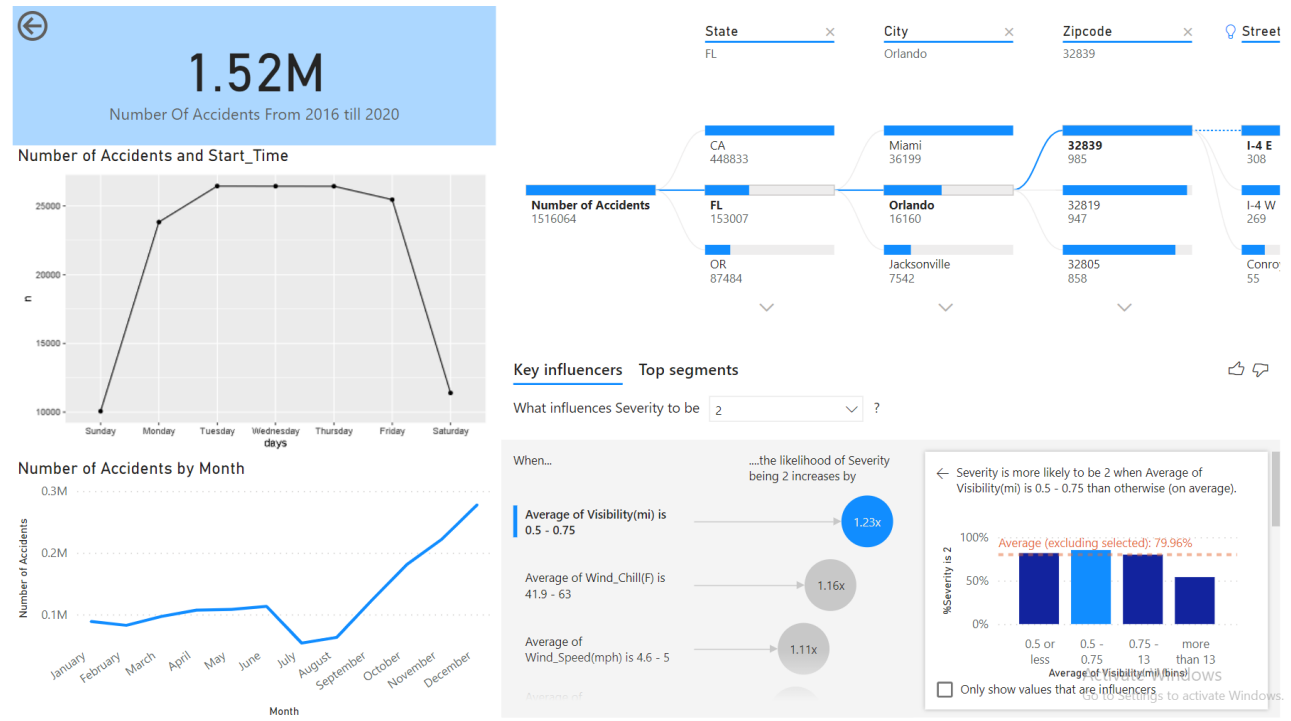 1.52M
Number Of Accidents From 2016 till 2020
Number of Accidents and Start_Time
25000
20000
15000
10000
n
Sunday
Monday
Tuesday
Wednesday
Thursday
Friday
Saturday
days
Number of Accidents by Month
0.3M
0.2M
0.1M
Number of Accidents
January
February
March
April
May
June
July
August
September
October
November
December
Month
State
FL
City
Orlando
Zipcode
32839
Street
Number of Accidents
1516064
CA
448833
FL
153007
OR
87484
Miami
36199
Orlando
16160
Jacksonville
7542
32839
985
32819
947
32805
858
I-4 E
308
I-4 W
269
Conro
55
Key influencers
Top segments
What influences Severity to be
2
?
When...
....the likelihood of Severity
being 2 increases by
Average of Visibility(mi) is
0.5 - 0.75
1.23x
Average of Wind_Chill(F) is
41.9 - 63
1.16x
Average of
Wind_Speed(mph) is 4.6 - 5
1.11x
Average of
Severity is more likely to be 2 when Average of
Visibility(mi) is 0.5 - 0.75 than otherwise (on average).
100%
50%
0%
%Severity is 2
Average (excluding selected): 79.96%
0.5 or
less
0.5 -
0.75
0.75 -
13
more
than 13
Average of Visibility(mi) (bins)
Only show values that are influencers
Activate Windows
Go to Settings to activate Windows.